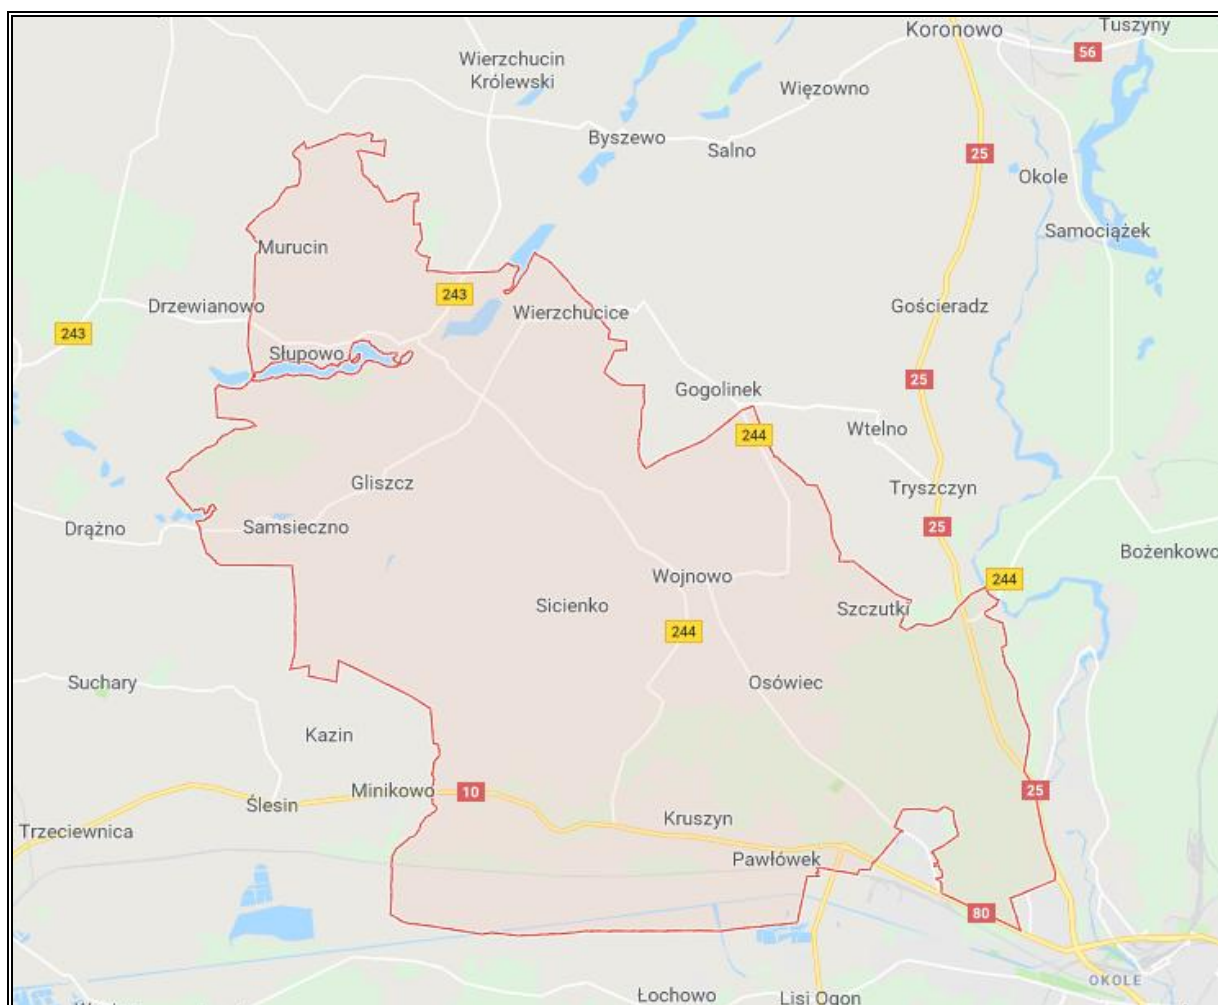 Koronowo
Tuszyny
56
Wierzchucin
Królewski
Więzowno
Byszewo
Salno
25
Okole
Samociążek
Murucin
243
Drzewianowo
Wierzchucice
Gościeradz
243
Słupowo
25
Gogolinek
244
Wtelno
Gliszcz
Tryszczyn
Drążno
Samsieczno
25
Bożenkowo
Wojnowo
244
Sicienko
Szczutki
244
Suchary
Osówiec
Kazin
Minikowo
10
25
Ślesin
Trzeciewnica
Kruszyn
Pawłówek
80
OKOLE
Łochowo
Lisi Ogon